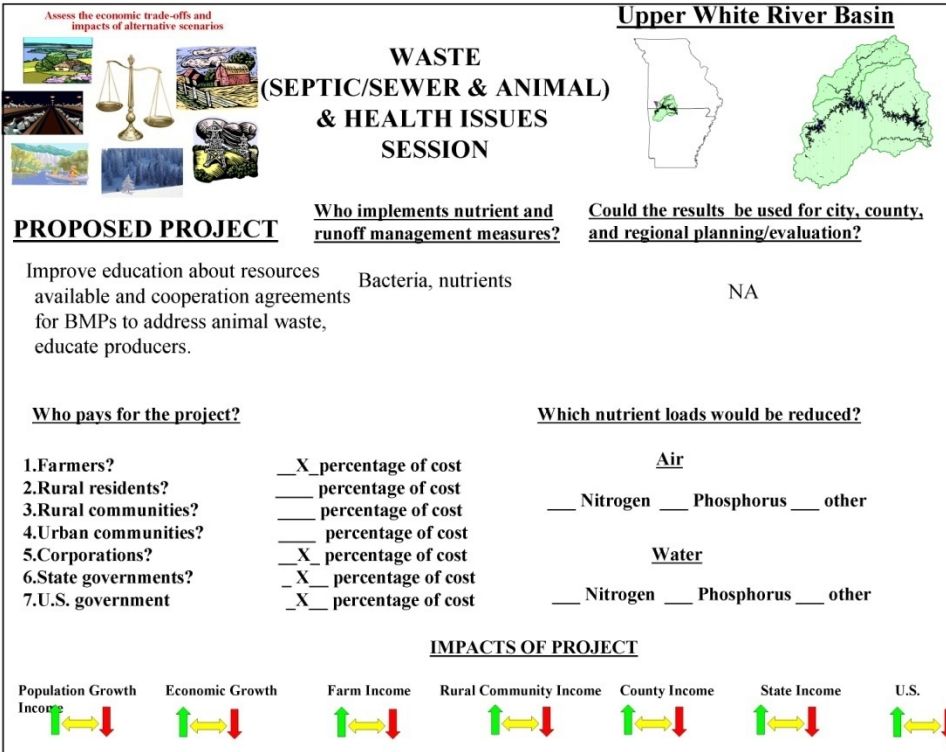 Assess the economic trade-offs and
impacts of alternative scenarios
WASTE
(SEPTIC/SEWER & ANIMAL)
& HEALTH ISSUES
SESSION
Upper White River Basin
PROPOSED PROJECT
Improve education about resources
available and cooperation agreements
for BMPs to address animal waste,
educate producers.
Who implements nutrient and
runoff management measures?
Bacteria, nutrients
Could the results be used for city, county,
and regional planning/evaluation?
NA
Who pays for the project?
1.Farmers? __X_percentage of cost
2.Rural residents? ____ percentage of cost
3.Rural communities? ____ percentage of cost
4.Urban communities? ____ percentage of cost
5.Corporations? __X_ percentage of cost
6.State governments? _ X__ percentage of cost
7.U.S. government _X__ percentage of cost
Which nutrient loads would be reduced?
Air
___ Nitrogen ___ Phosphorus ___ other
Water
___ Nitrogen ___ Phosphorus ___ other
IMPACTS OF PROJECT
Population Growth Economic Growth Farm Income Rural Community Income County Income State Income U.S.
Income